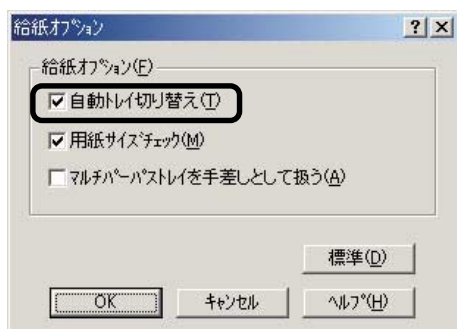 給紙オプション
給紙オプション(F)
自動トレイ切り替え(T)
用紙サイズチェック(M)
マルチパーパストレイを手差しとして扱う(A)
標準(D)
OK キャンセル ヘルプ(H)